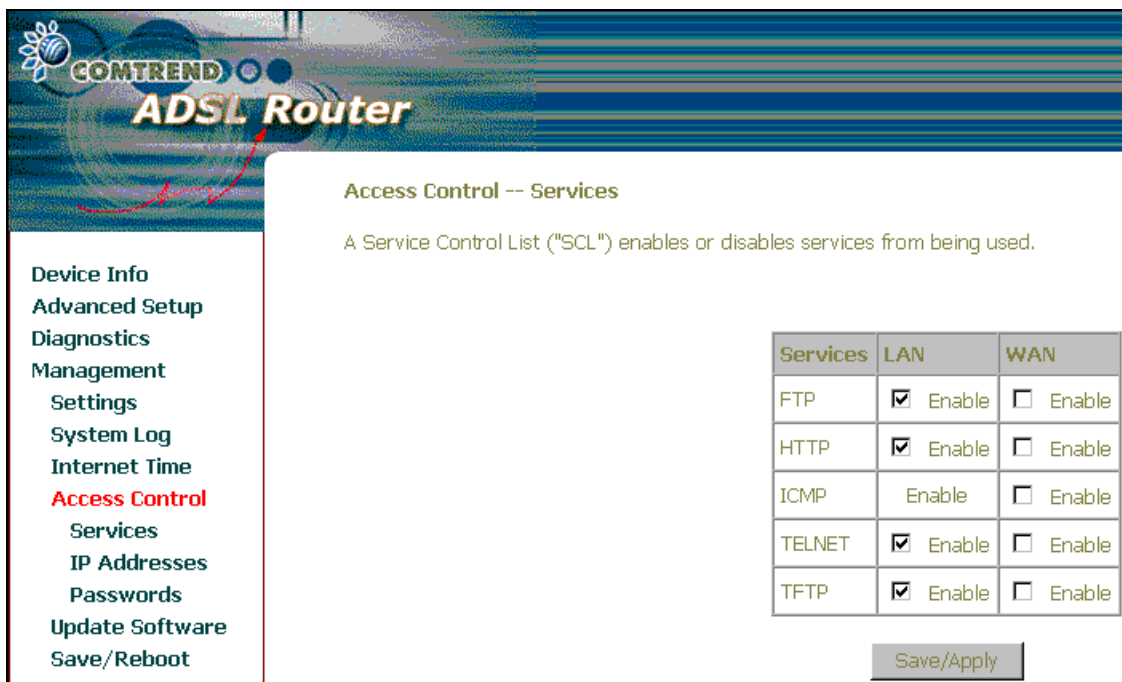 COMTREND
ADSL Router
Access Control -- Services
A Service Control List ("SCL") enables or disables services from being used.
Device Info
Advanced Setup
Diagnostics
Management
Settings
System Log
Internet Time
Access Control
Services
IP Addresses
Passwords
Update Software
Save/Reboot
Services LAN WAN
FTP Enable Enable
HTTP Enable Enable
ICMP Enable Enable
TELNET Enable Enable
TFTP Enable Enable
Save/Apply